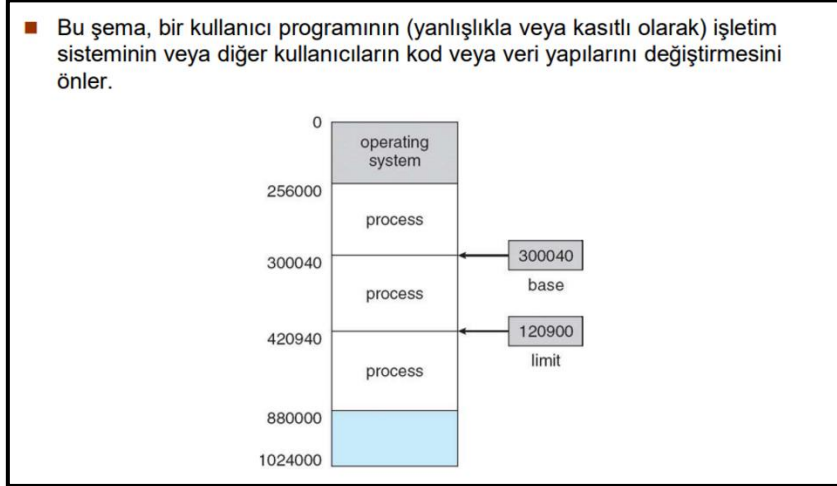 Bu şema, bir kullanıcı programının (yanlışlıkla veya kasıtlı olarak) işletim
sisteminin veya diğer kullanıcıların kod veya veri yapılarını değiştirmesini
önler.
0
operating
system
256000
process
300040
300040
base
process
420940
120900
limit
process
880000
1024000